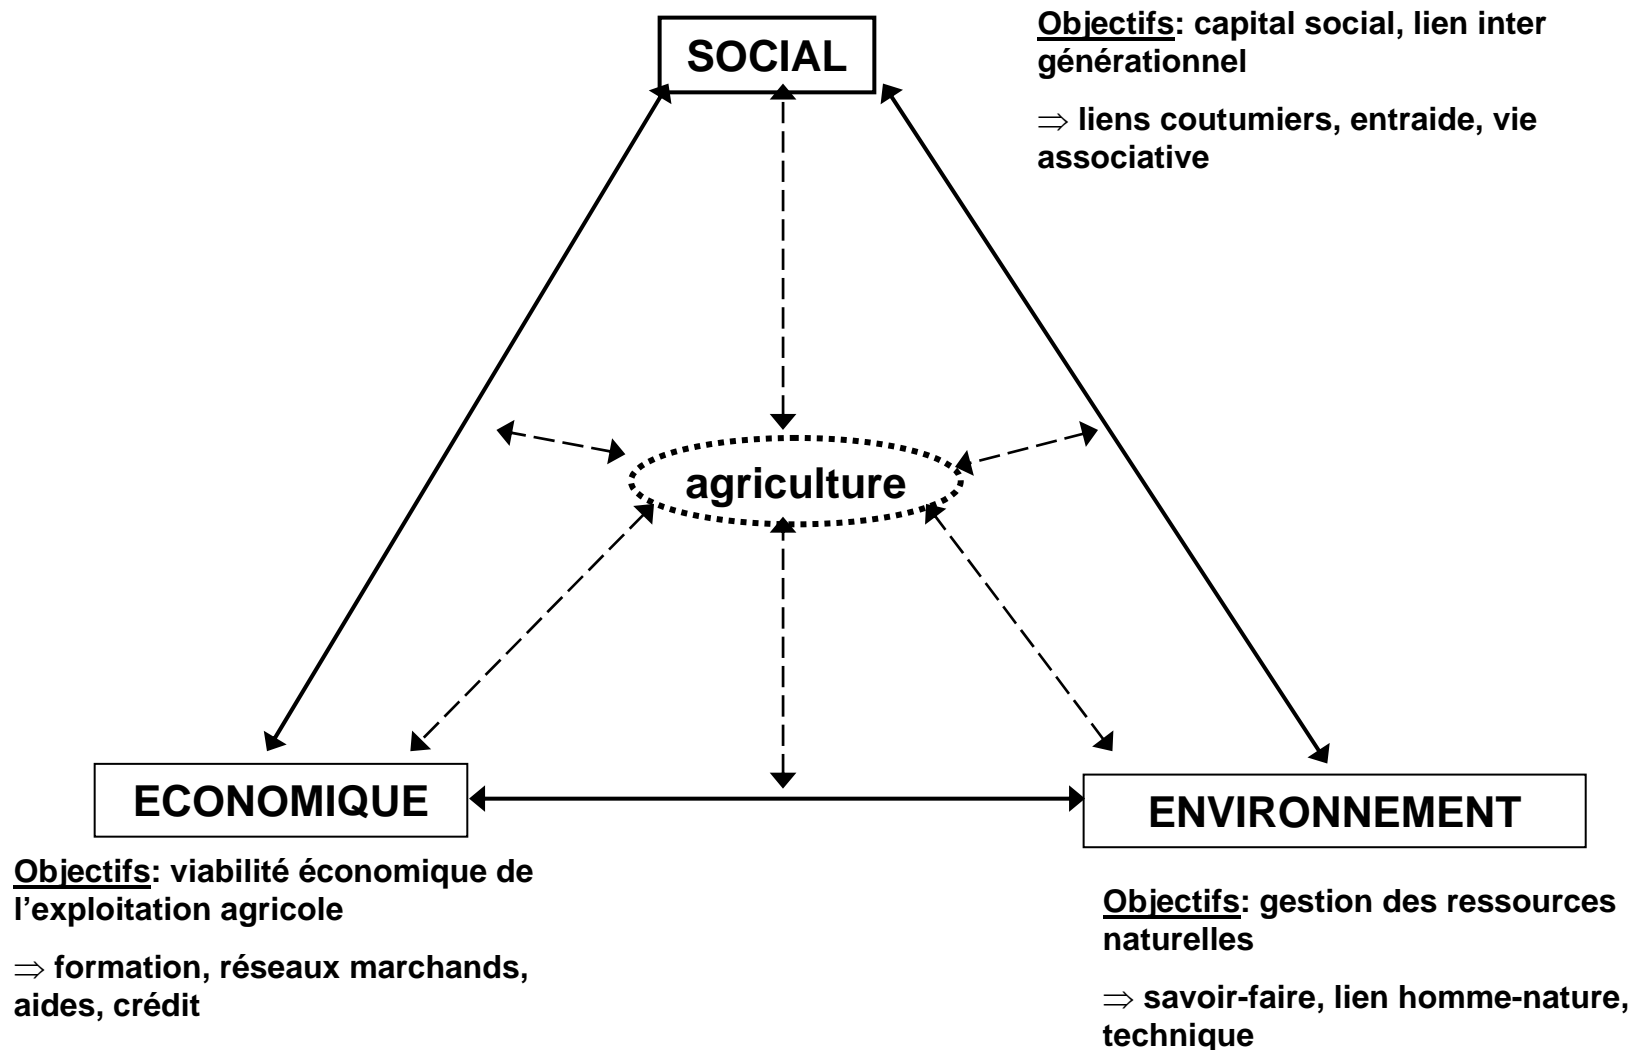 SOCIAL
Objectifs: capital social, lien inter
générationnel
⇒ liens coutumiers, entraide, vie
associative
agriculture
ECONOMIQUE
Objectifs: viabilité économique de
l’exploitation agricole
⇒ formation, réseaux marchands,
aides, crédit
ENVIRONNEMENT
Objectifs: gestion des ressources
naturelles
⇒ savoir-faire, lien homme-nature,
technique